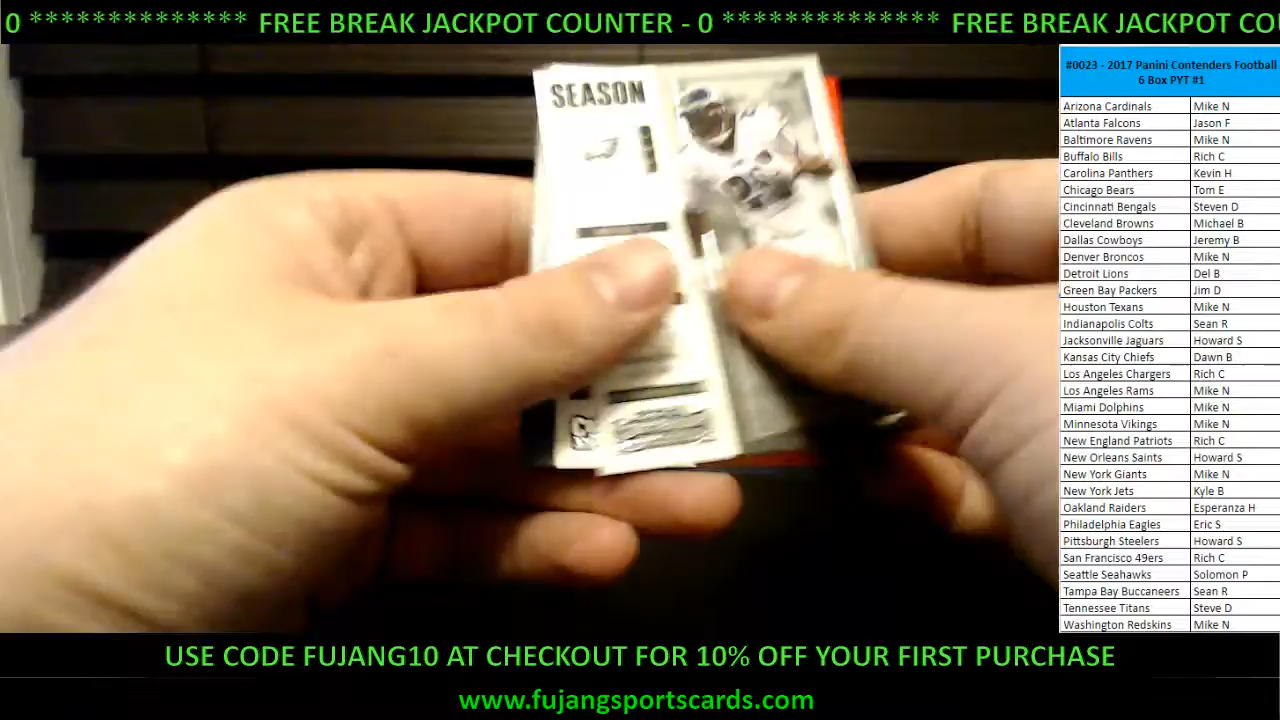 0 ************** FREE BREAK JACKPOT COUNTER - 0 ************** FREE BREAK JACKPOT COU
SEASON
#0023 - 2017 Panini Contenders Football
6 Box PYT #1
Arizona Cardinals Mike N
Atlanta Falcons Jason F
Baltimore Ravens Mike N
Buffalo Bills Rich C
Carolina Panthers Kevin H
Chicago Bears Tom E
Cincinnati Bengals Steven D
Cleveland Browns Michael B
Dallas Cowboys Jeremy B
Denver Broncos Mike N
Detroit Lions Del B
Green Bay Packers Jim D
Houston Texans Mike N
Indianapolis Colts Sean R
Jacksonville Jaguars Howard S
Kansas City Chiefs Dawn B
Los Angeles Chargers Rich C
Los Angeles Rams Mike N
Miami Dolphins Mike N
Minnesota Vikings Mike N
New England Patriots Rich C
New Orleans Saints Howard S
New York Giants Mike N
New York Jets Kyle B
Oakland Raiders Esperanza H
Philadelphia Eagles Eric S
Pittsburgh Steelers Howard S
San Francisco 49ers Rich C
Seattle Seahawks Solomon P
Tampa Bay Buccaneers Sean R
Tennessee Titans Steve D
Washington Redskins Mike N
USE CODE FUJANG10 AT CHECKOUT FOR 10% OFF YOUR FIRST PURCHASE
www.fujangsportscards.com